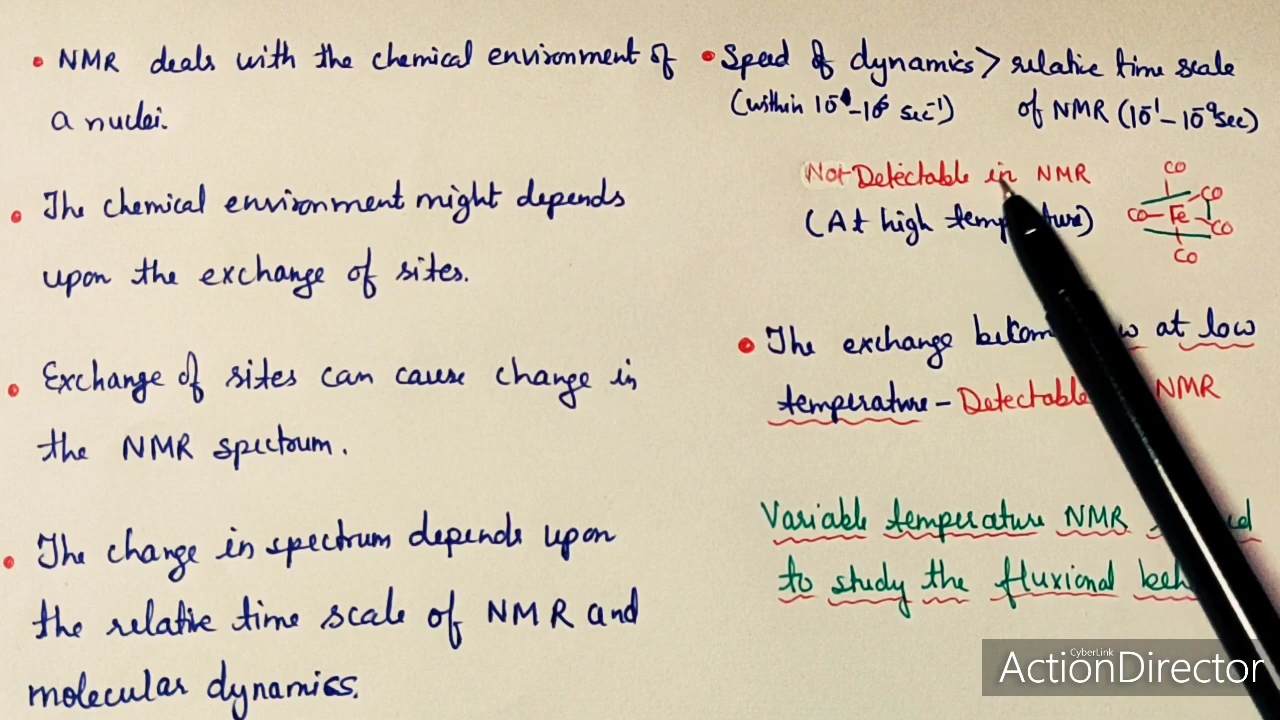 NMR deals with the chemical environment of
a nuclei.
The chemical environment might depends
upon the exchange of sites.
Exchange of sites can cause change in
the NMR spectrum.
The change in spectrum depends upon
the relative time scale of NMR and
molecular dynamics.
Speed of dynamics > relative time scale
(within sec⁻¹) of NMR (10⁻¹ – 10⁻⁹ sec)
Not Detectable in NMR
(At high temperature)
CO
CO
CO Fe
CO
CO
The exchange at low
temperature – Detectable NMR
Variable temperature NMR
to study the fluxional
CyberLink
ActionDirector